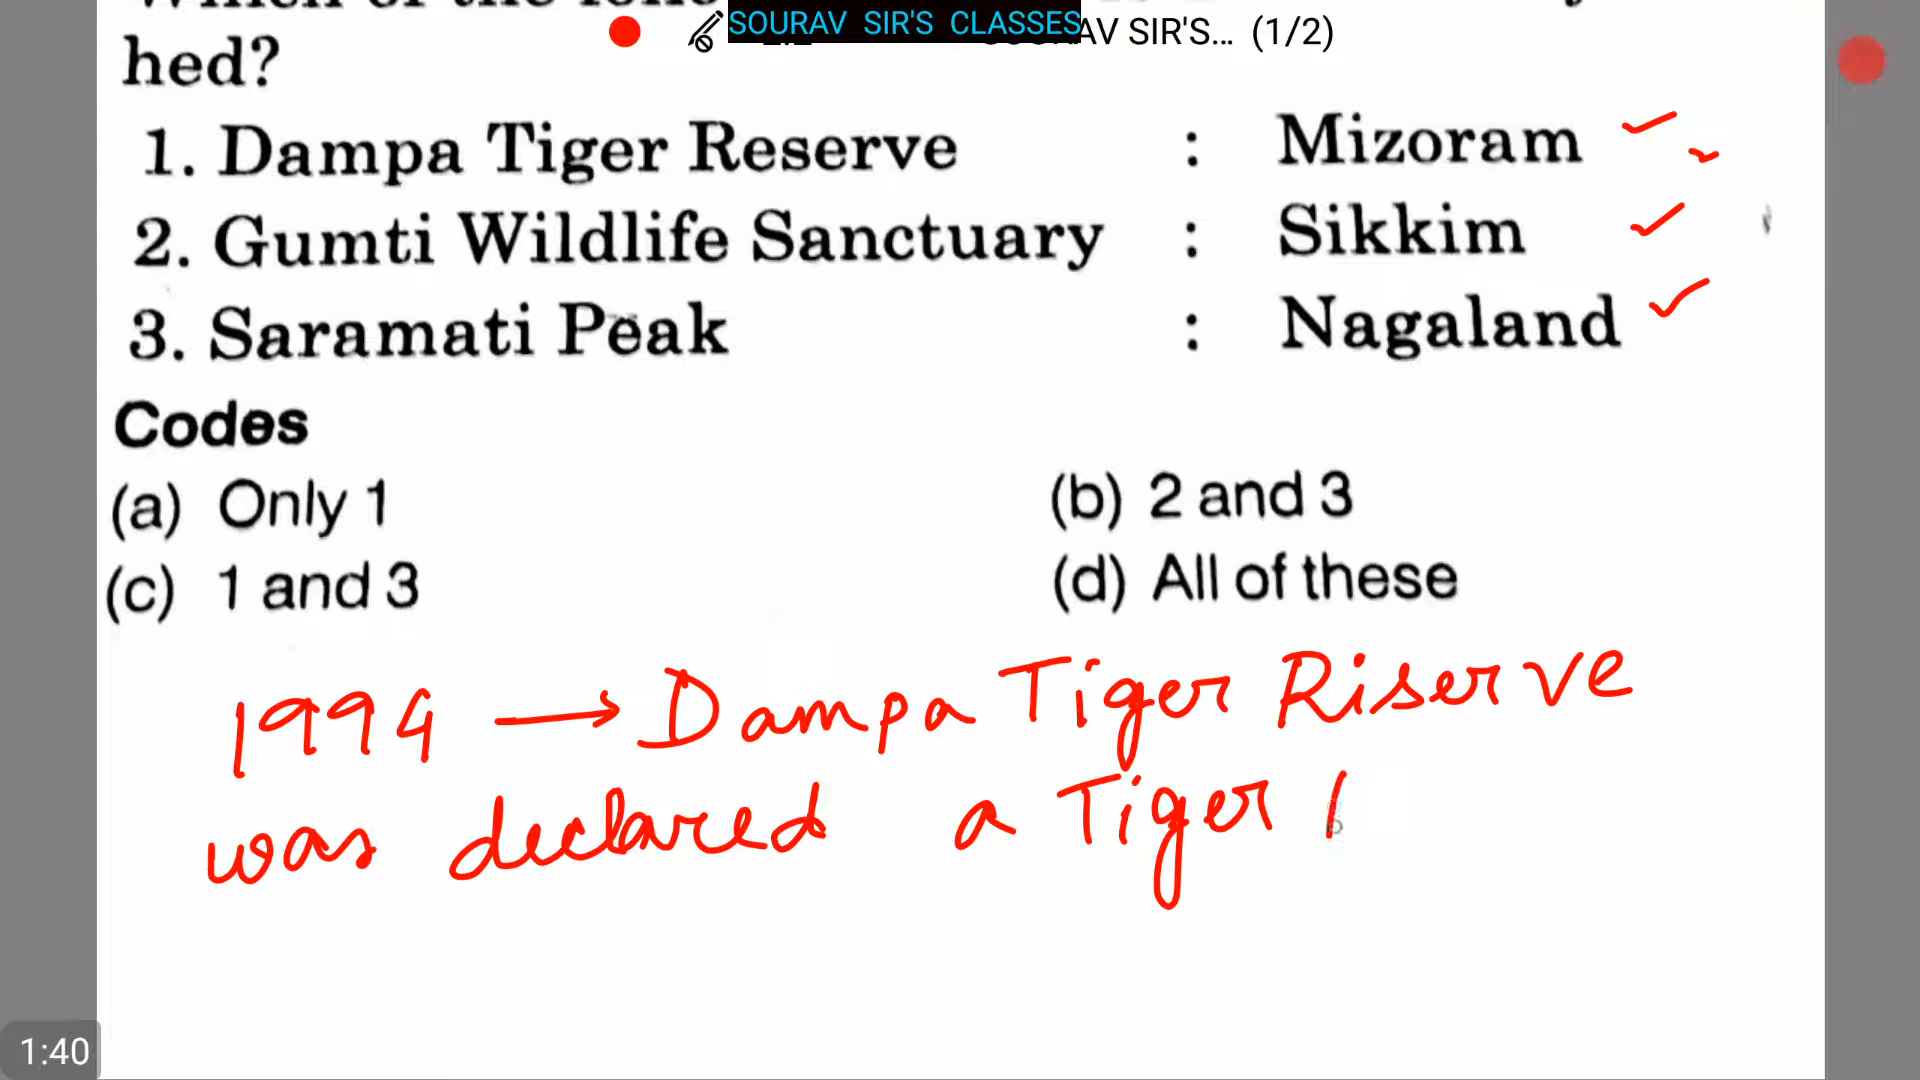 SOURAV SIR'S CLASSES
AV SIR'S... (1/2)
hed?
1. Dampa Tiger Reserve : Mizoram
2. Gumti Wildlife Sanctuary : Sikkim
3. Saramati Peak : Nagaland
Codes
(a) Only 1 (b) 2 and 3
(c) 1 and 3 (d) All of these
1994 → Dampa Tiger Riserve
was declared a Tiger
1:40